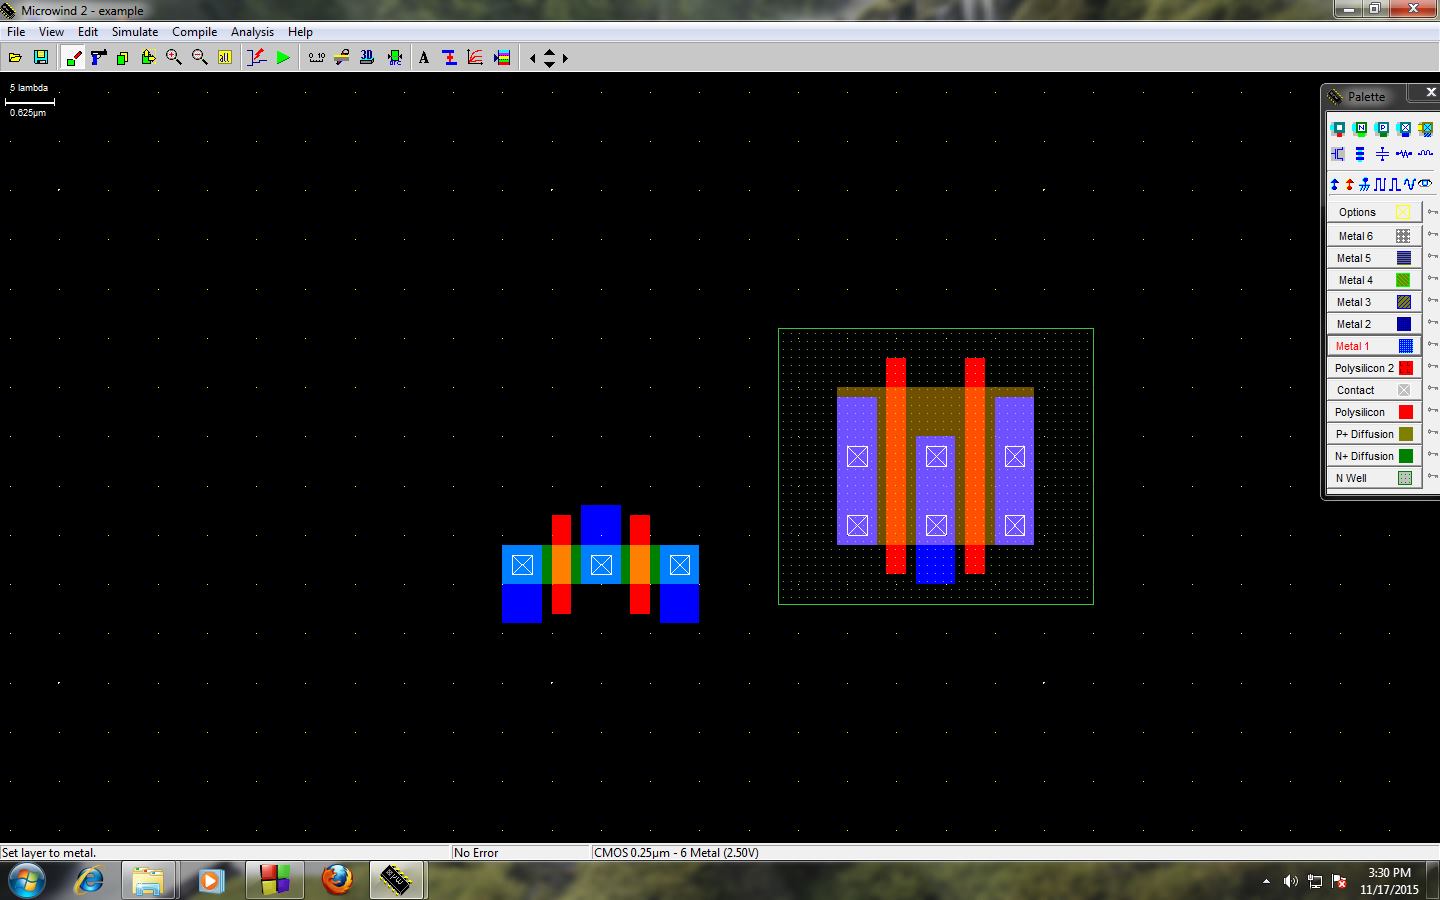 Microwind 2 - example
File View Edit Simulate Compile Analysis Help
5 lambda
0.625µm
Palette
Options
Metal 6
Metal 5
Metal 4
Metal 3
Metal 2
Metal 1
Polysilicon 2
Contact
Polysilicon
P+ Diffusion
N+ Diffusion
N Well
Set layer to metal.
No Error
CMOS 0.25µm - 6 Metal (2.50V)
3:30 PM
11/17/2015